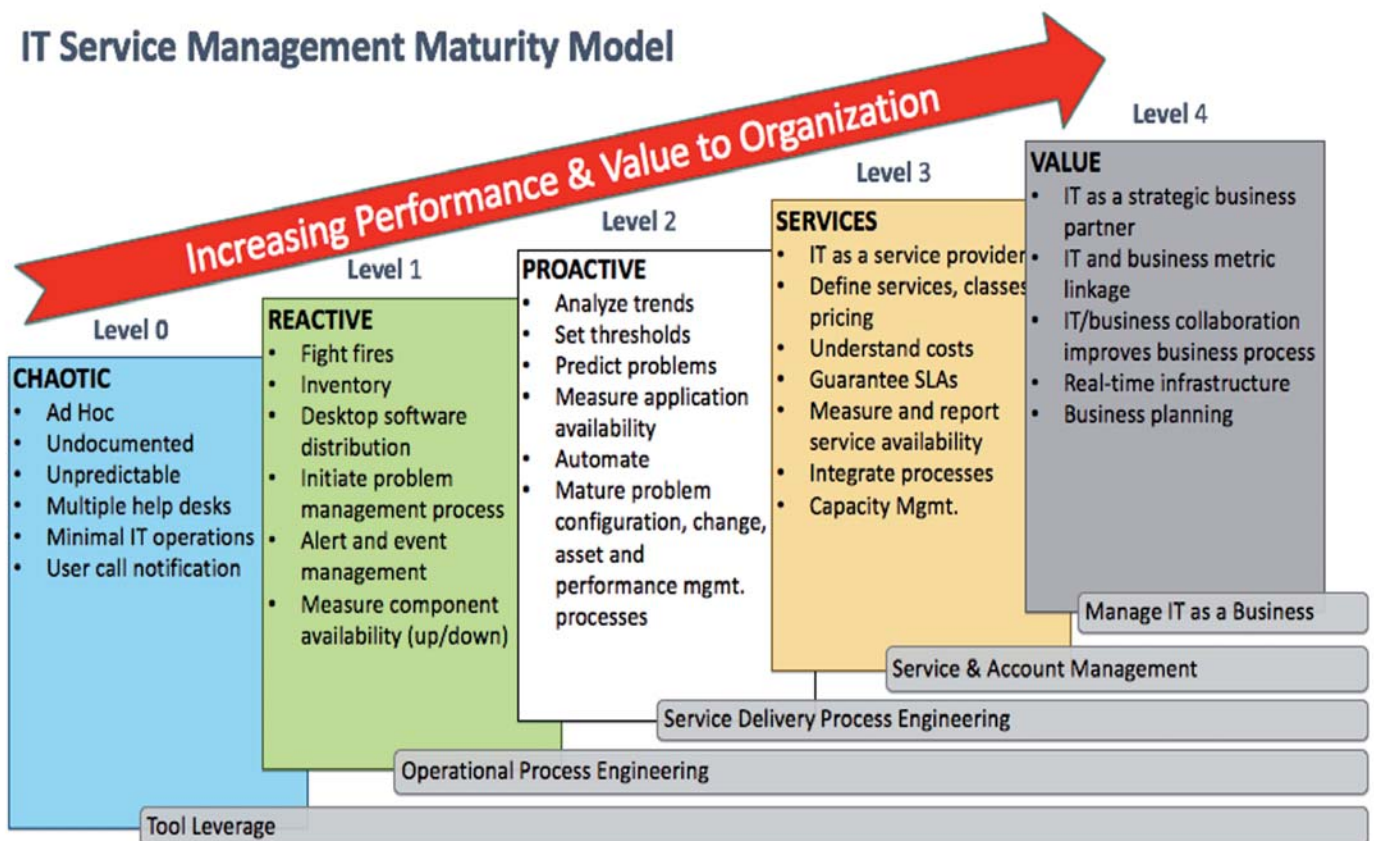 IT Service Management Maturity Model
Increasing Performance & Value to Organization
Level 0
CHAOTIC
• Ad Hoc
• Undocumented
• Unpredictable
• Multiple help desks
• Minimal IT operations
• User call notification
Level 1
REACTIVE
• Fight fires
• Inventory
• Desktop software
distribution
• Initiate problem
management process
• Alert and event
management
• Measure component
availability (up/down)
Level 2
PROACTIVE
• Analyze trends
• Set thresholds
• Predict problems
• Measure application
availability
• Automate
• Mature problem
configuration, change,
asset and
performance mgmt.
processes
Level 3
SERVICES
• IT as a service provider
• Define services, classes
pricing
• Understand costs
• Guarantee SLAs
• Measure and report
service availability
• Integrate processes
• Capacity Mgmt.
Level 4
VALUE
• IT as a strategic business
partner
• IT and business metric
linkage
• IT/business collaboration
improves business process
• Real-time infrastructure
• Business planning
Manage IT as a Business
Service & Account Management
Service Delivery Process Engineering
Operational Process Engineering
Tool Leverage